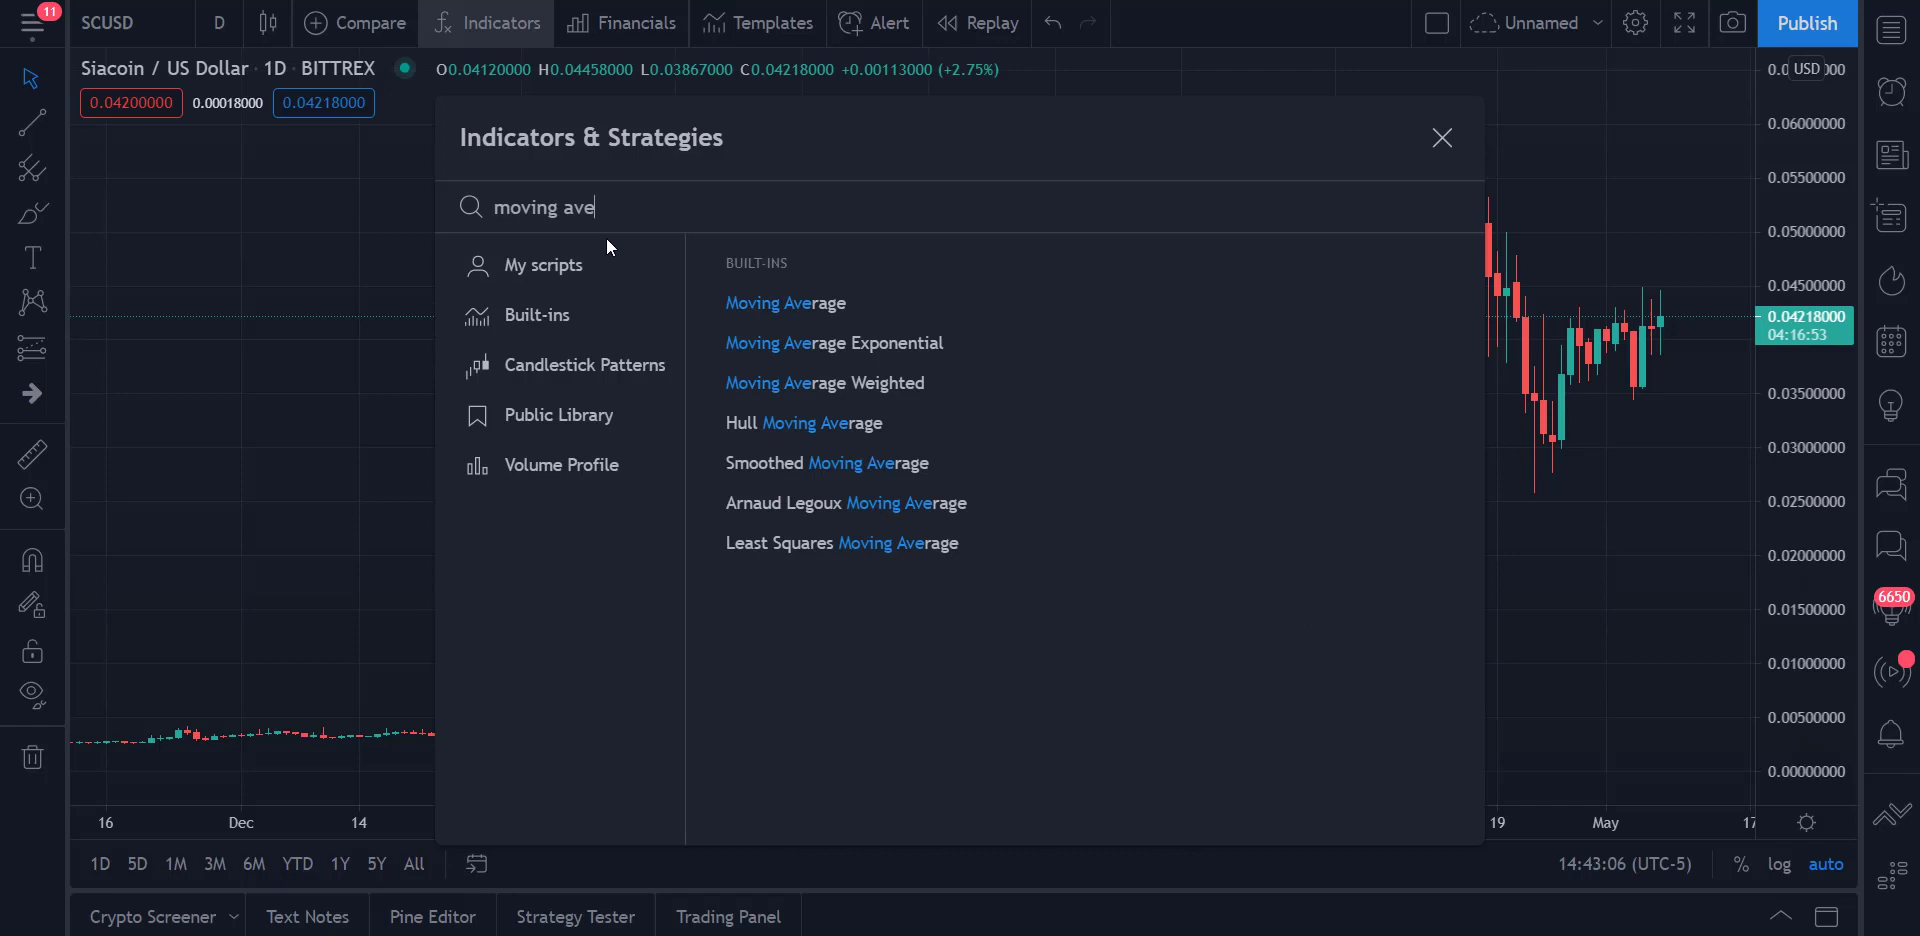 11
SCUSD
D
Compare
Indicators
Financials
Templates
Alert
Replay
Unnamed
Publish
Siacoin / US Dollar · 1D · BITTREX
O0.04120000 H0.04458000 L0.03867000 C0.04218000 +0.00113000 (+2.75%)
USD
0.04200000 0.00018000 0.04218000
Indicators & Strategies
moving ave
My scripts
Built-ins
Candlestick Patterns
Public Library
Volume Profile
BUILT-INS
Moving Average
Moving Average Exponential
Moving Average Weighted
Hull Moving Average
Smoothed Moving Average
Arnaud Legoux Moving Average
Least Squares Moving Average
0.06000000
0.05500000
0.05000000
0.04500000
0.04218000
04:16:53
0.03500000
0.03000000
0.02500000
0.02000000
0.01500000
0.01000000
0.00500000
0.00000000
6650
16
Dec
14
19
May
17
1D 5D 1M 3M 6M YTD 1Y 5Y All
14:43:06 (UTC-5)
% log auto
Crypto Screener
Text Notes
Pine Editor
Strategy Tester
Trading Panel